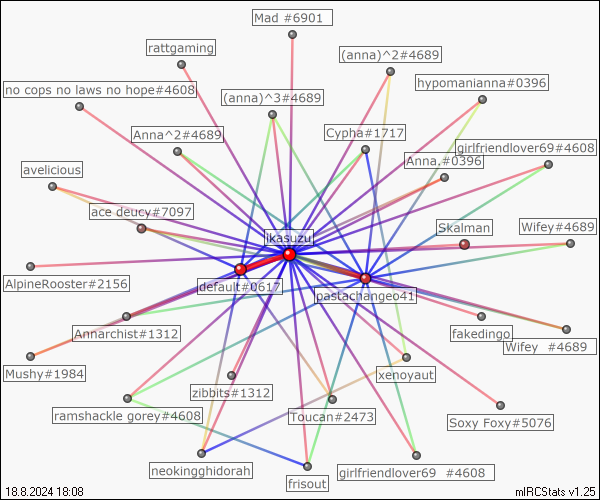 Mad #6901
rattgaming
(anna)^2#4689
no cops no laws no hope#4608
(anna)^3#4689
hypomanianna#0396
Anna^2#4689
Cypha#1717
girlfriendlover69#4608
avelicious
Anna,#0396
ace deucy#7097
Skalman
Wifey#4689
ikasuzu
AlpineRooster#2156
default#0617
pastachangeo41
Annarchist#1312
fakedingo
Wifey #4689
Mushy#1984
xenoyaut
zibbits#1312
ramshackle gorey#4608
Toucan#2473
Soxy Foxy#5076
neokingghidorah
frisout
girlfriendlover69 #4608
18.8.2024 18:08
mIRCStats v1.25